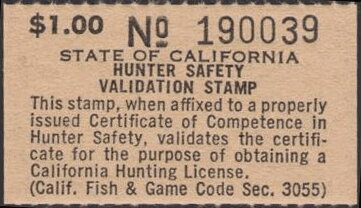 $1.00 No 190039
STATE OF CALIFORNIA
HUNTER SAFETY
VALIDATION STAMP
This stamp, when affixed to a properly
issued Certificate of Competence in
Hunter Safety, validates the certifi-
cate for the purpose of obtaining a
California Hunting License.
(Calif. Fish & Game Code Sec. 3055)